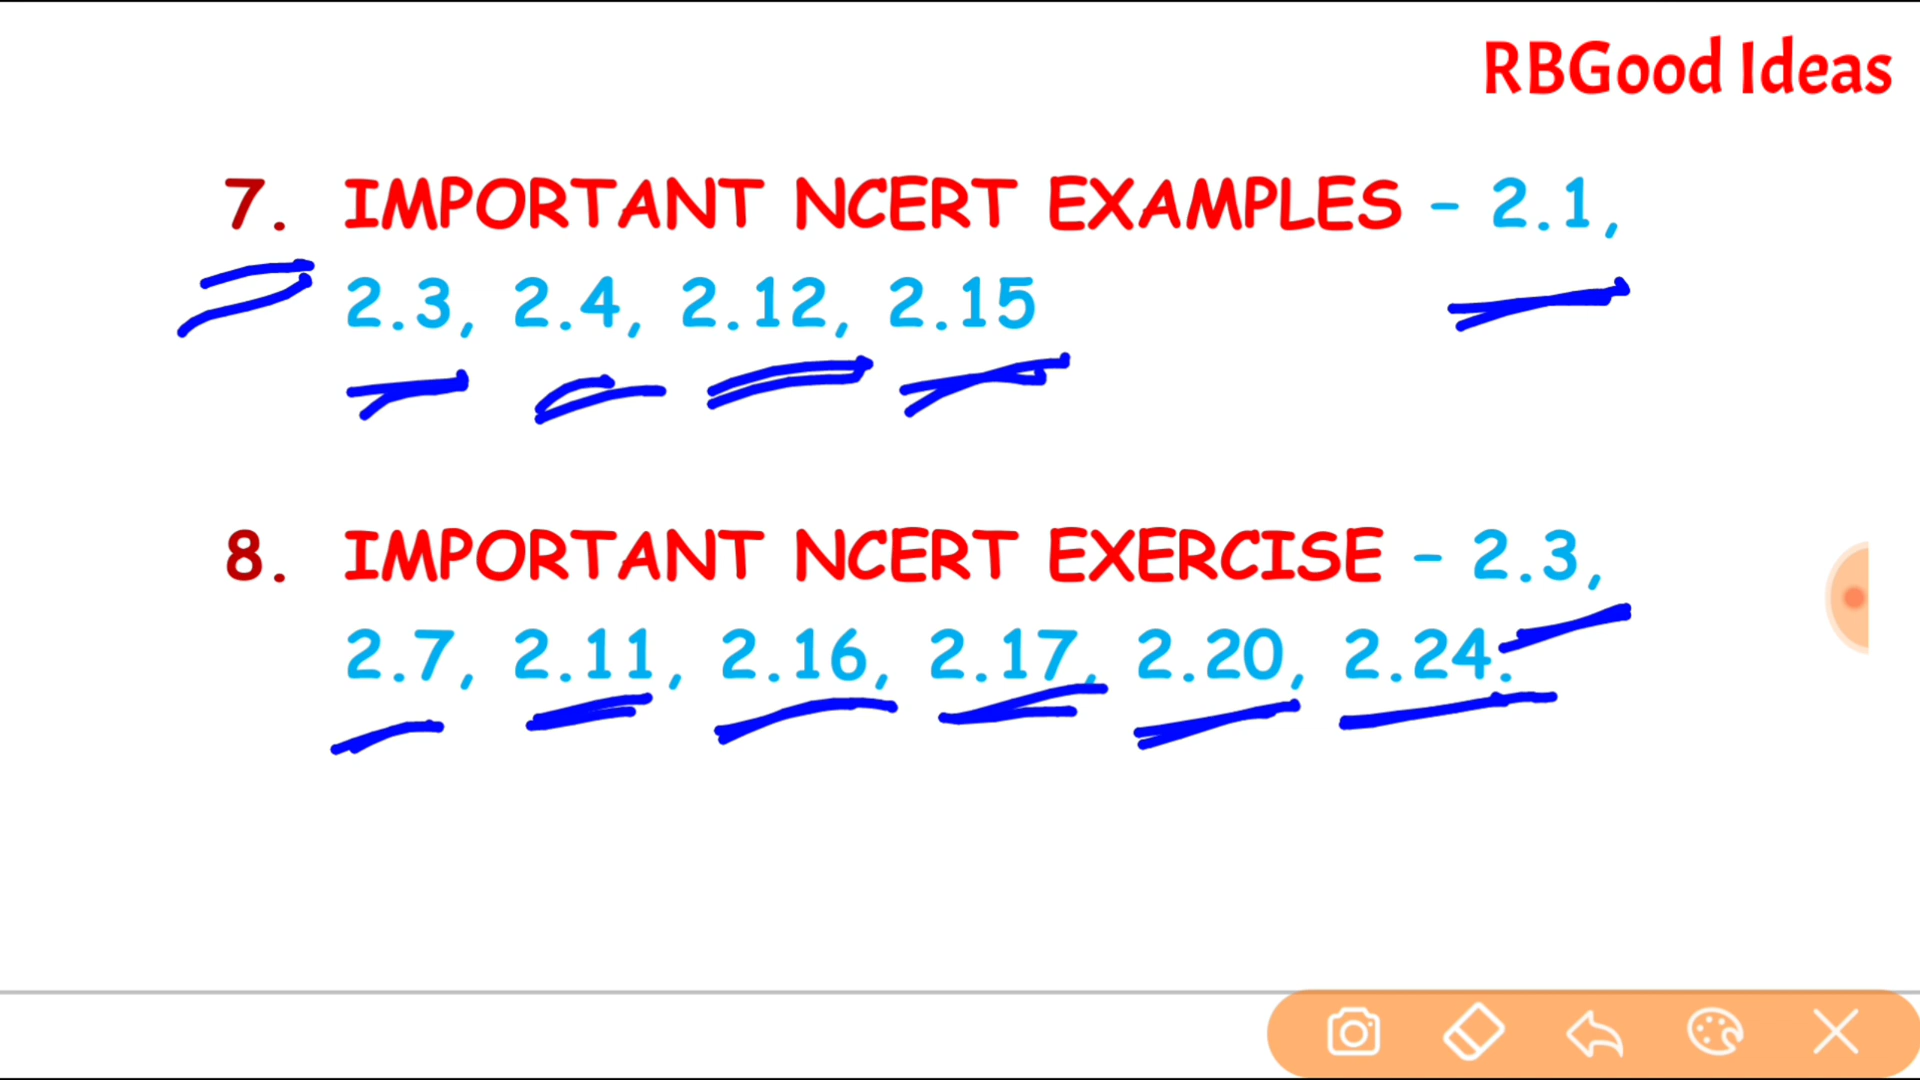 RBGood Ideas
7. IMPORTANT NCERT EXAMPLES - 2.1,
2.3, 2.4, 2.12, 2.15
8. IMPORTANT NCERT EXERCISE - 2.3,
2.7, 2.11, 2.16, 2.17, 2.20, 2.24.